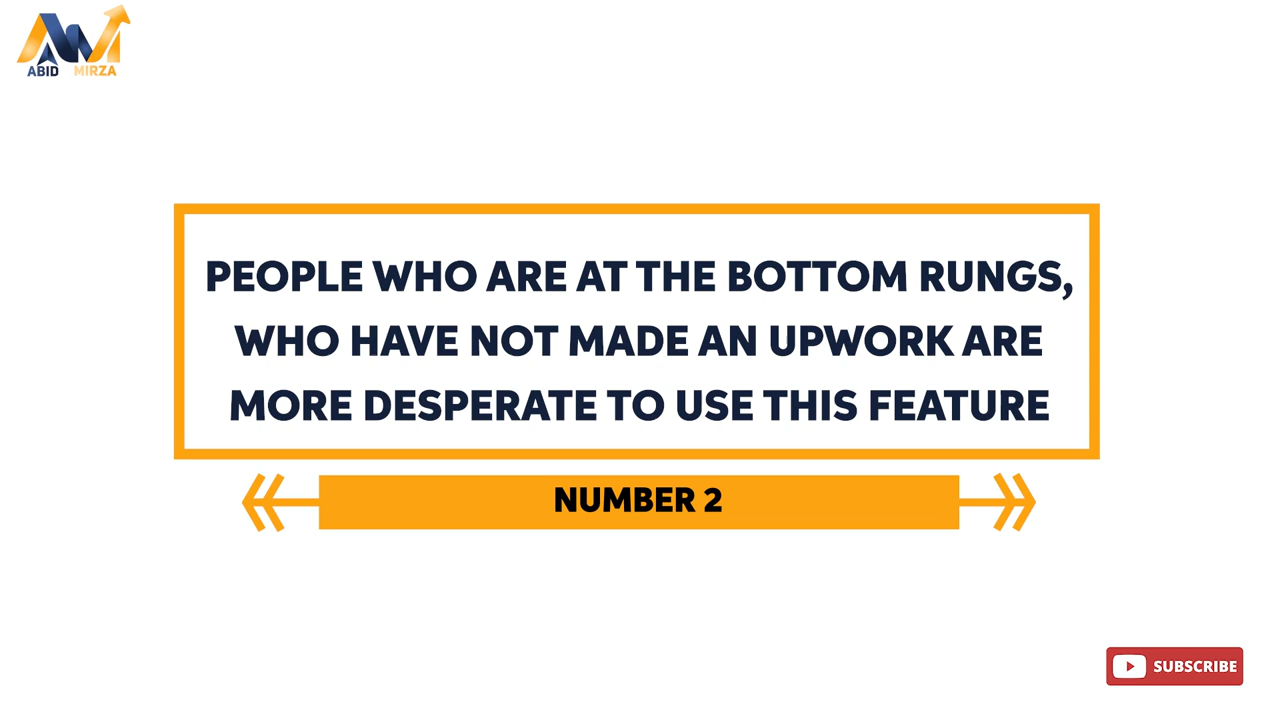 ABID MIRZA
PEOPLE WHO ARE AT THE BOTTOM RUNGS,
WHO HAVE NOT MADE AN UPWORK ARE
MORE DESPERATE TO USE THIS FEATURE
NUMBER 2
SUBSCRIBE